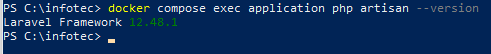 PS C:\infotec> docker compose exec application php artisan --version
Laravel Framework 12.48.1
PS C:\infotec>